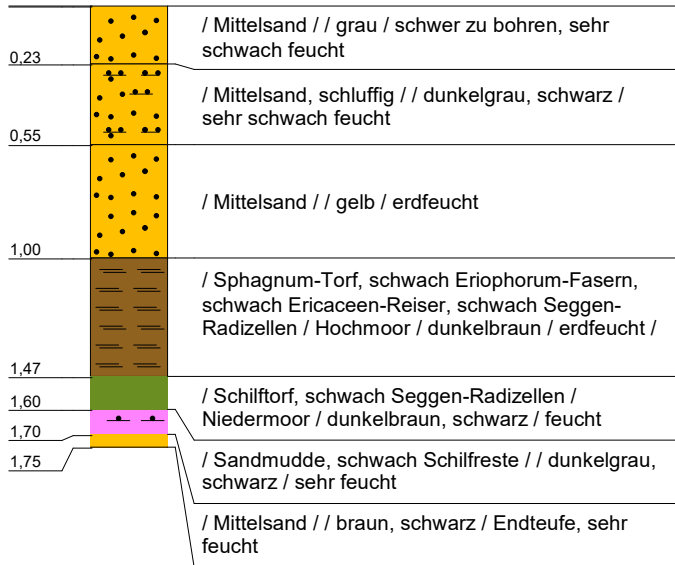 / Mittelsand / / grau / schwer zu bohren, sehr
schwach feucht
0,23
/ Mittelsand, schluffig / / dunkelgrau, schwarz /
sehr schwach feucht
0,55
/ Mittelsand / / gelb / erdfeucht
1,00
/ Sphagnum-Torf, schwach Eriophorum-Fasern,
schwach Ericaceen-Reiser, schwach Seggen-
Radizellen / Hochmoor / dunkelbraun / erdfeucht /
1,47
/ Schilftorf, schwach Seggen-Radizellen /
Niedermoor / dunkelbraun, schwarz / feucht
1,60
/ Sandmudde, schwach Schilfreste / / dunkelgrau,
schwarz / sehr feucht
1,70
/ Mittelsand / / braun, schwarz / Endteufe, sehr
feucht
1,75